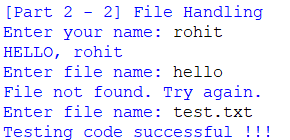 [Part 2 - 2] File Handling
Enter your name: rohit
HELLO, rohit
Enter file name: hello
File not found. Try again.
Enter file name: test.txt
Testing code successful !!!